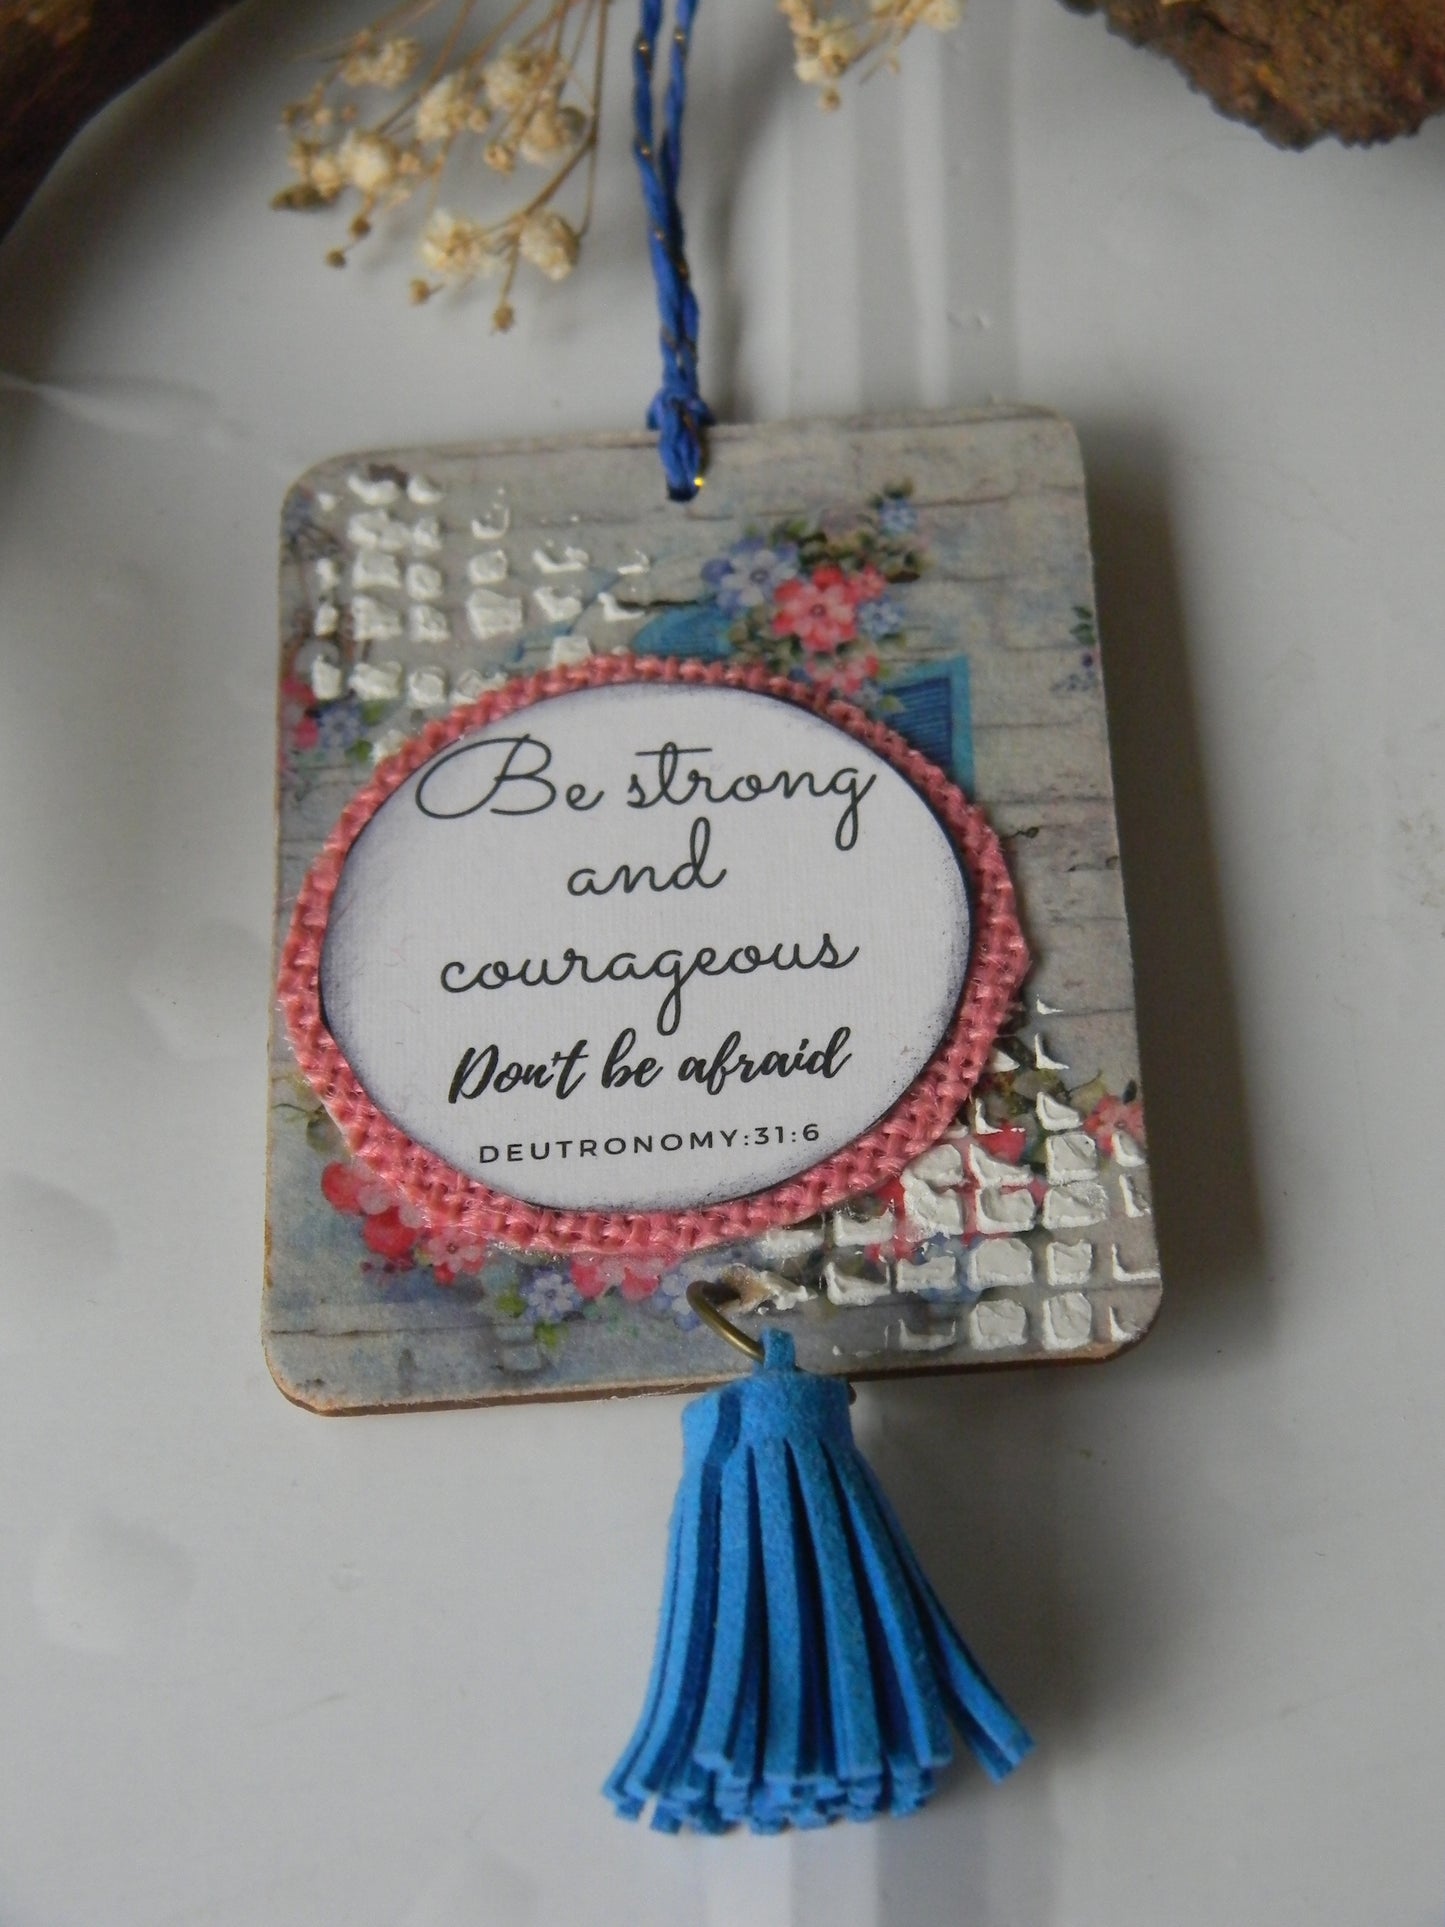 Be strong
and
courageous
Don't be afraid
DEUTRONOMY:31:6